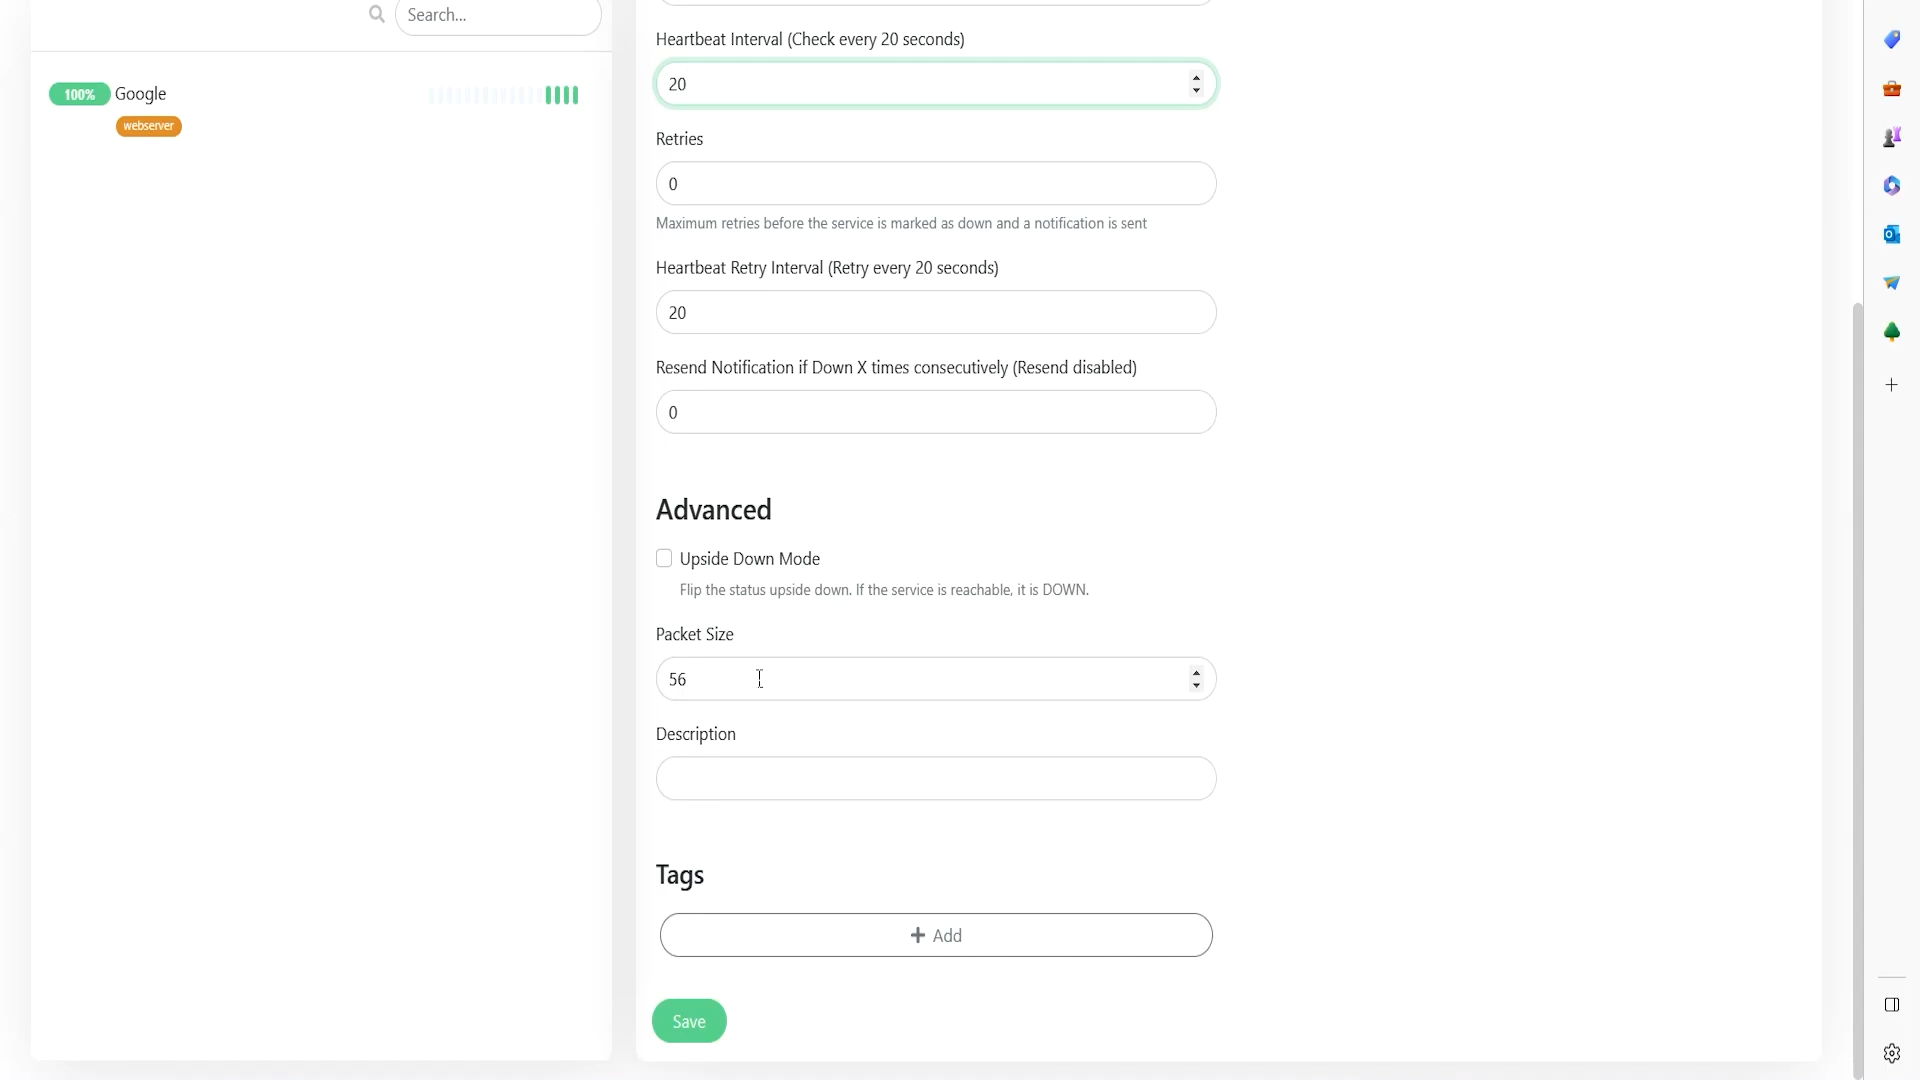 Search...
100% Google
webserver
Heartbeat Interval (Check every 20 seconds)
20
Retries
0
Maximum retries before the service is marked as down and a notification is sent
Heartbeat Retry Interval (Retry every 20 seconds)
20
Resend Notification if Down X times consecutively (Resend disabled)
0
Advanced
Upside Down Mode
Flip the status upside down. If the service is reachable, it is DOWN.
Packet Size
56
Description
Tags
Add
Save